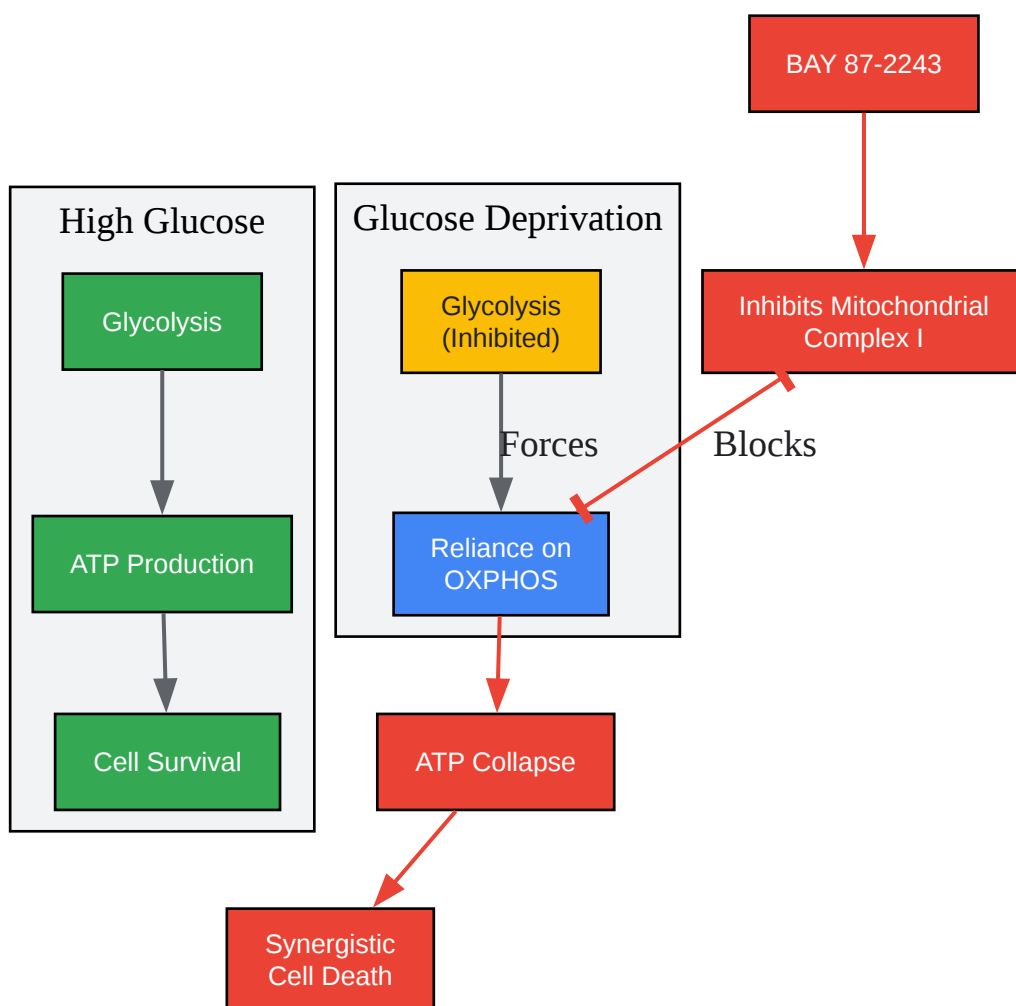 BAY 87-2243
High Glucose
Glucose Deprivation
Glycolysis
Glycolysis
(Inhibited)
Inhibits Mitochondrial
Complex I
Forces
Blocks
ATP Production
Reliance on
OXPHOS
Cell Survival
ATP Collapse
Synergistic
Cell Death